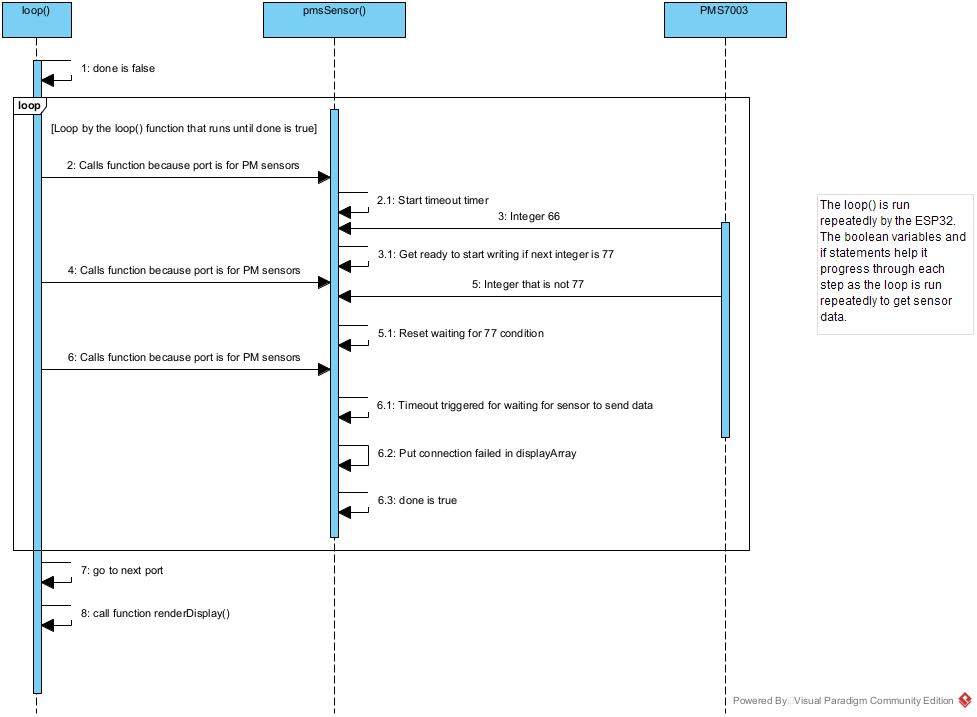 loop()
pmsSensor()
PMS7003
1: done is false
loop
[Loop by the loop() function that runs until done is true]
2: Calls function because port is for PM sensors
2.1: Start timeout timer
3: Integer 66
3.1: Get ready to start writing if next integer is 77
4: Calls function because port is for PM sensors
5: Integer that is not 77
5.1: Reset waiting for 77 condition
6: Calls function because port is for PM sensors
6.1: Timeout triggered for waiting for sensor to send data
6.2: Put connection failed in displayArray
6.3: done is true
7: go to next port
8: call function renderDisplay()
The loop() is run
repeatedly by the ESP32.
The boolean variables and
if statements help it
progress through each
step as the loop is run
repeatedly to get sensor
data.
Powered By Visual Paradigm Community Edition